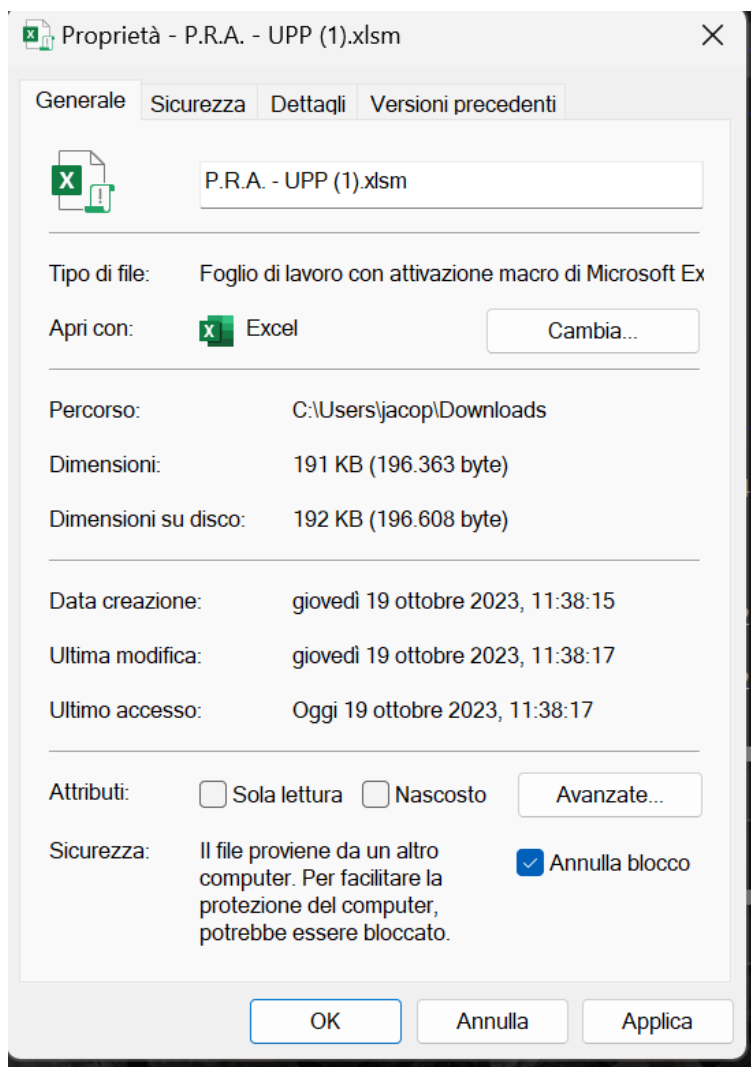 Proprietà - P.R.A. - UPP (1).xlsm
Generale Sicurezza Dettagli Versioni precedenti
P.R.A. - UPP (1).xlsm
Tipo di file: Foglio di lavoro con attivazione macro di Microsoft Ex
Apri con: Excel Cambia...
Percorso: C:\Users\jacop\Downloads
Dimensioni: 191 KB (196.363 byte)
Dimensioni su disco: 192 KB (196.608 byte)
Data creazione: giovedì 19 ottobre 2023, 11:38:15
Ultima modifica: giovedì 19 ottobre 2023, 11:38:17
Ultimo accesso: Oggi 19 ottobre 2023, 11:38:17
Attributi: Sola lettura Nascosto Avanzate...
Sicurezza: Il file proviene da un altro
computer. Per facilitare la
protezione del computer,
potrebbe essere bloccato.
Annulla blocco
OK Annulla Applica